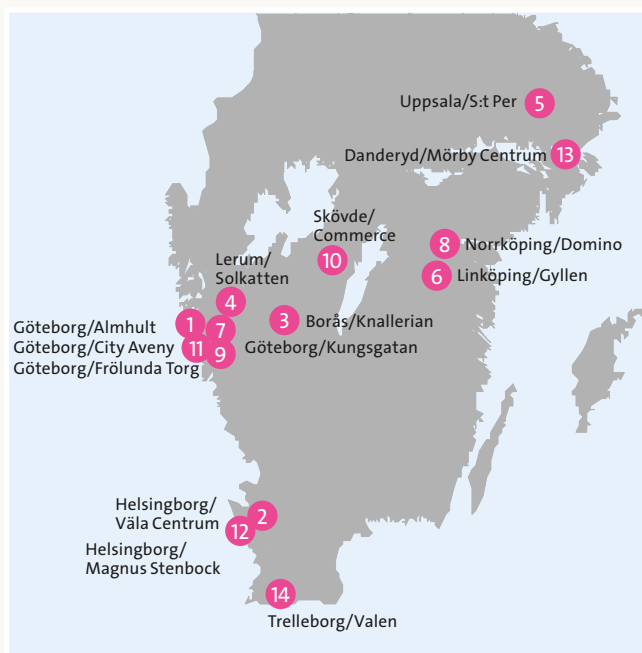 Uppsala/S:t Per 5
Danderyd/Mörby Centrum 13
Skövde/
Commerce
10
8 Norrköping/Domino
6 Linköping/Gyllen
Lerum/
Solkatten
4
3 Borås/Knallerian
Göteborg/Almhult 1
7
Göteborg/City Aveny 11
9 Göteborg/Kungsgatan
Göteborg/Frölunda Torg
Helsingborg/
Väla Centrum
2
12
Helsingborg/
Magnus Stenbock
14
Trelleborg/Valen